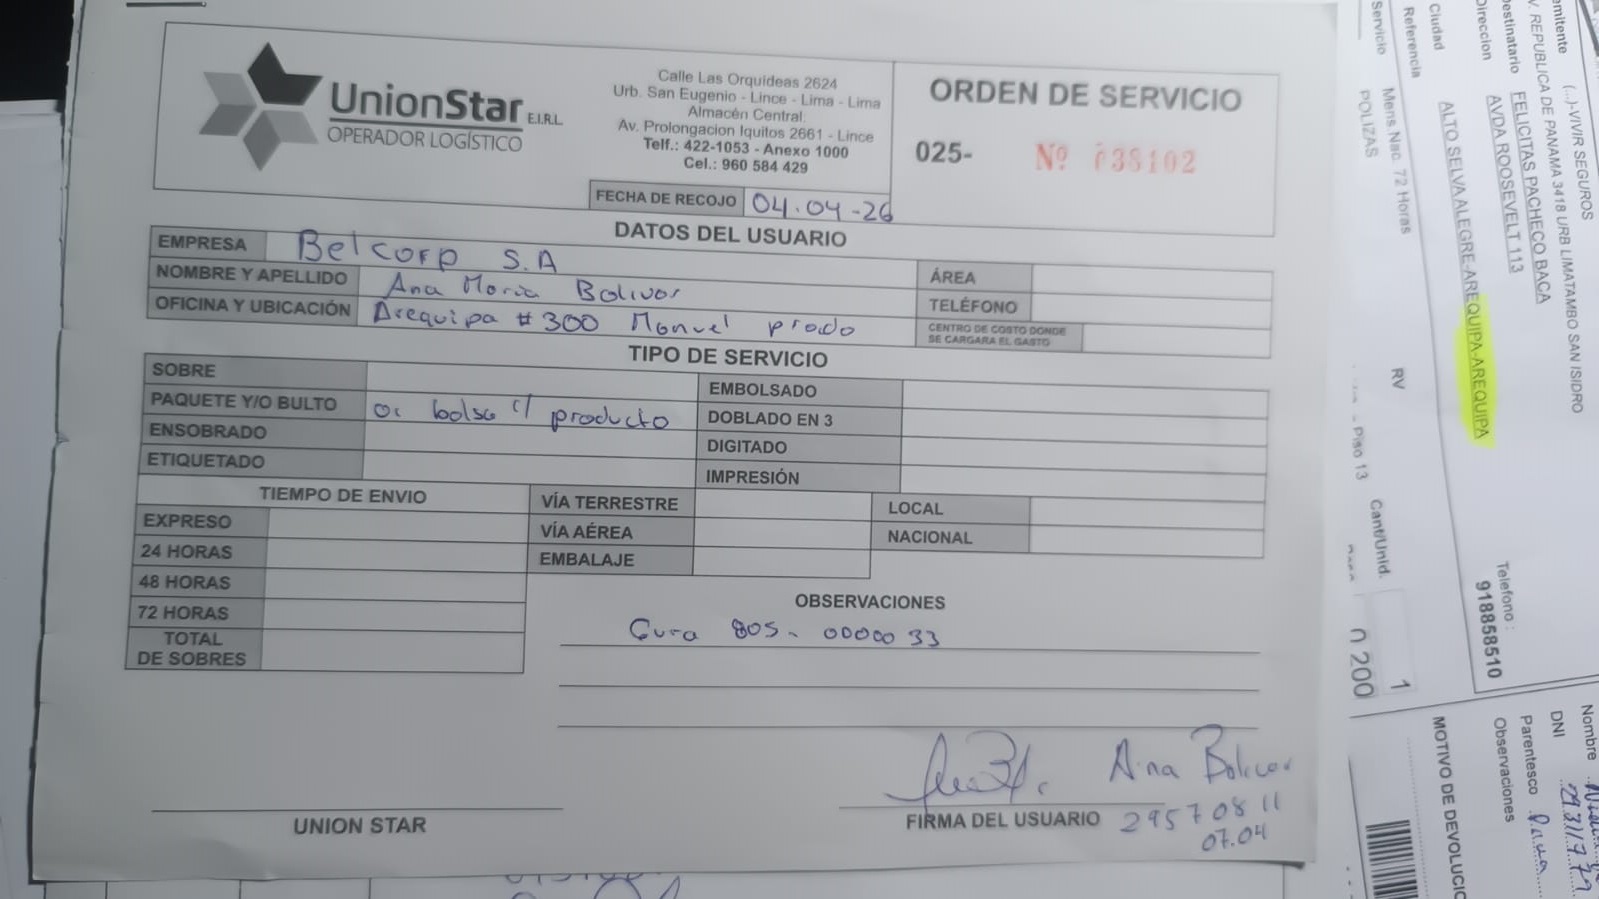 UnionStar E.I.R.L.
OPERADOR LOGÍSTICO
Calle Las Orquideas 2624
Urb. San Eugenio - Lince - Lima - Lima
Almacén Central:
Av. Prolongacion Iquitos 2661 - Lince
Telf.: 422-1053 - Anexo 1000
Cel.: 960 584 429
ORDEN DE SERVICIO
025- Nº 038102
FECHA DE RECOJO 04.04-26
DATOS DEL USUARIO
EMPRESA Belcorp S.A
NOMBRE Y APELLIDO Ana Maria Bolivar
OFICINA Y UBICACIÓN Arequipa #300 Manuel prado
ÁREA
TELÉFONO
CENTRO DE COSTO DONDE
SE CARGARA EL GASTO
TIPO DE SERVICIO
SOBRE
PAQUETE Y/O BULTO 01 bolsa c/ producto
ENSOBRADO
ETIQUETADO
EMBOLSADO
DOBLADO EN 3
DIGITADO
IMPRESIÓN
TIEMPO DE ENVIO
EXPRESO
24 HORAS
48 HORAS
72 HORAS
TOTAL
DE SOBRES
VÍA TERRESTRE
VÍA AÉREA
EMBALAJE
LOCAL
NACIONAL
OBSERVACIONES
805- 0000033
UNION STAR
Ana Bolivar
FIRMA DEL USUARIO 29570811
07.04
emitente (...)-VIVIR SEGUROS
V. REPUBLICA DE PANAMA 3418 URB LIMATAMBO SAN ISIDRO
Destinatario FELICITAS PACHECO BACA
Direccion AVDA ROOSEVELT 113
Ciudad ALTO SELVA ALEGRE-AREQUIPA-AREQUIPA
Telefono :
918858510
Referencia
Servicio Mens Nac. 72 Horas RV Cant/Unid. 1
POLIZAS
Piso 13
200
Nombre
DNI
Parentesco
Observaciones
MOTIVO DE DEVOLUCIO